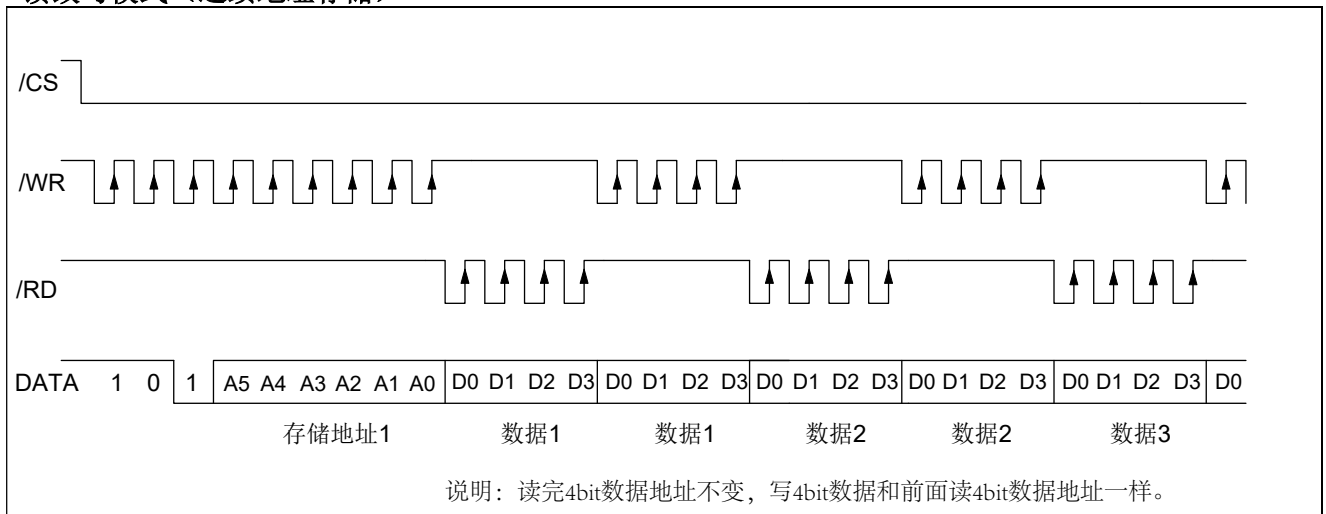 /CS
/WR
/RD
DATA 1 0 1 A5 A4 A3 A2 A1 A0 D0 D1 D2 D3 D0 D1 D2 D3 D0 D1 D2 D3 D0 D1 D2 D3 D0 D1 D2 D3 D0
存储地址1 数据1 数据1 数据2 数据2 数据3
说明：读完4bit数据地址不变，写4bit数据和前面读4bit数据地址一样。